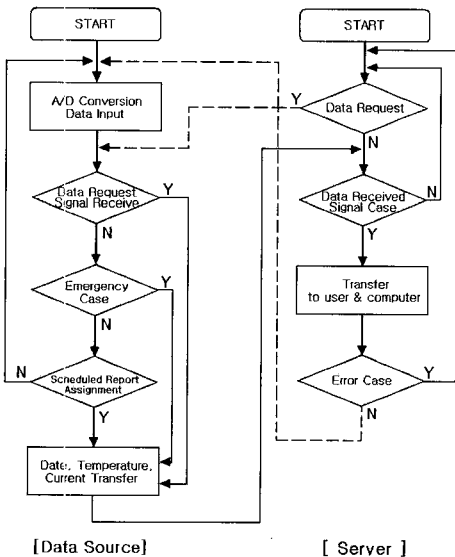 START
A/D Conversion
Data Input
Data Request
Signal Receive
Y
N
Emergency
Case
Y
N
Scheduled Report
Assignment
N
Y
Date, Temperature,
Current Transfer
[Data Source]
START
Data Request
Y
N
Data Received
Signal Case
N
Y
Transfer
to user & computer
Error Case
Y
N
[ Server ]